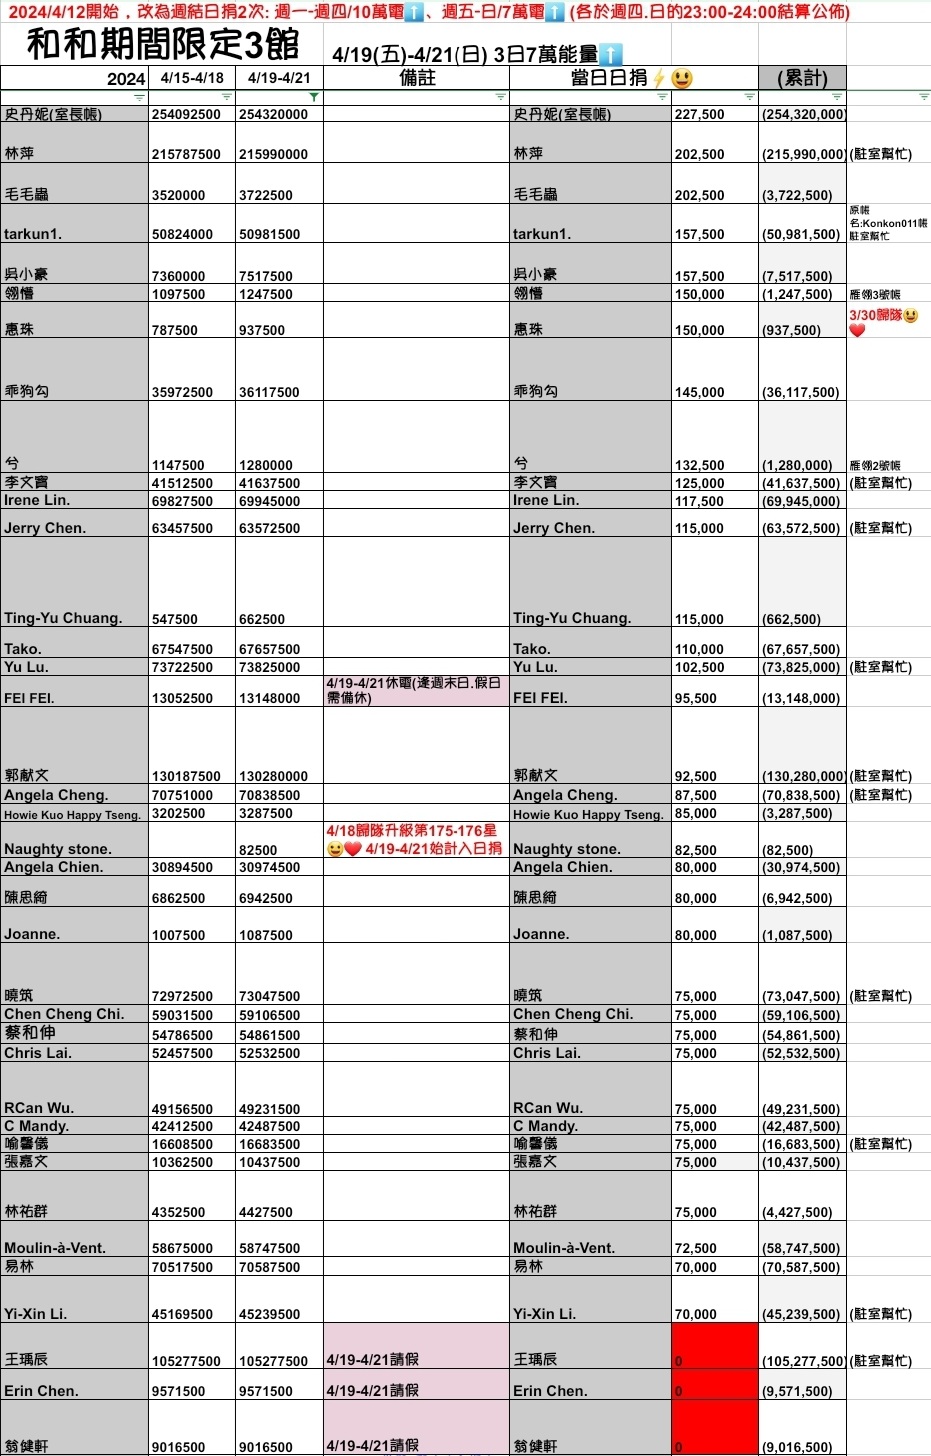 2024/4/12開始，改為週結日捐2次: 週一-週四/10萬電⬆️、週五-日/7萬電⬆️ (各於週四.日的23:00-24:00結算公佈)
和和期間限定3館 4/19(五)-4/21(日) 3日7萬能量⬆️
2024 4/15-4/18 4/19-4/21 備註 當日日捐⚡😃 (累計)
史丹妮(室長帳) 254092500 254320000 史丹妮(室長帳) 227,500 (254,320,000)
林萍 215787500 215990000 林萍 202,500 (215,990,000) (駐室幫忙)
毛毛蟲 3520000 3722500 毛毛蟲 202,500 (3,722,500)
原帳
名:Konkon011帳
駐室幫忙
tarkun1. 50824000 50981500 tarkun1. 157,500 (50,981,500)
吳小豪 7360000 7517500 吳小豪 157,500 (7,517,500)
翎懵 1097500 1247500 翎懵 150,000 (1,247,500) 雁翎3號帳
惠珠 787500 937500 惠珠 150,000 (937,500) 3/30歸隊😃
❤️
乖狗勾 35972500 36117500 乖狗勾 145,000 (36,117,500)
兮 1147500 1280000 兮 132,500 (1,280,000) 雁翎2號帳
李文寶 41512500 41637500 李文寶 125,000 (41,637,500) (駐室幫忙)
Irene Lin. 69827500 69945000 Irene Lin. 117,500 (69,945,000)
Jerry Chen. 63457500 63572500 Jerry Chen. 115,000 (63,572,500) (駐室幫忙)
Ting-Yu Chuang. 547500 662500 Ting-Yu Chuang. 115,000 (662,500)
Tako. 67547500 67657500 Tako. 110,000 (67,657,500)
Yu Lu. 73722500 73825000 Yu Lu. 102,500 (73,825,000) (駐室幫忙)
4/19-4/21休電(逢週末日.假日
需備休)
FEI FEI. 13052500 13148000 FEI FEI. 95,500 (13,148,000)
郭献文 130187500 130280000 郭献文 92,500 (130,280,000) (駐室幫忙)
Angela Cheng. 70751000 70838500 Angela Cheng. 87,500 (70,838,500) (駐室幫忙)
Howie Kuo Happy Tseng. 3202500 3287500 Howie Kuo Happy Tseng. 85,000 (3,287,500)
4/18歸隊升級第175-176星
😃❤️ 4/19-4/21始計入日捐
Naughty stone. 82500 Naughty stone. 82,500 (82,500)
Angela Chien. 30894500 30974500 Angela Chien. 80,000 (30,974,500)
陳思綺 6862500 6942500 陳思綺 80,000 (6,942,500)
Joanne. 1007500 1087500 Joanne. 80,000 (1,087,500)
曉筑 72972500 73047500 曉筑 75,000 (73,047,500) (駐室幫忙)
Chen Cheng Chi. 59031500 59106500 Chen Cheng Chi. 75,000 (59,106,500)
蔡和伸 54786500 54861500 蔡和伸 75,000 (54,861,500)
Chris Lai. 52457500 52532500 Chris Lai. 75,000 (52,532,500)
RCan Wu. 49156500 49231500 RCan Wu. 75,000 (49,231,500)
C Mandy. 42412500 42487500 C Mandy. 75,000 (42,487,500)
喻馨儀 16608500 16683500 喻馨儀 75,000 (16,683,500) (駐室幫忙)
張嘉文 10362500 10437500 張嘉文 75,000 (10,437,500)
林祐群 4352500 4427500 林祐群 75,000 (4,427,500)
Moulin-à-Vent. 58675000 58747500 Moulin-à-Vent. 72,500 (58,747,500)
易林 70517500 70587500 易林 70,000 (70,587,500)
Yi-Xin Li. 45169500 45239500 Yi-Xin Li. 70,000 (45,239,500) (駐室幫忙)
王瑀辰 105277500 105277500 4/19-4/21請假 王瑀辰 0 (105,277,500) (駐室幫忙)
Erin Chen. 9571500 9571500 4/19-4/21請假 Erin Chen. 0 (9,571,500)
翁健軒 9016500 9016500 4/19-4/21請假 翁健軒 0 (9,016,500)